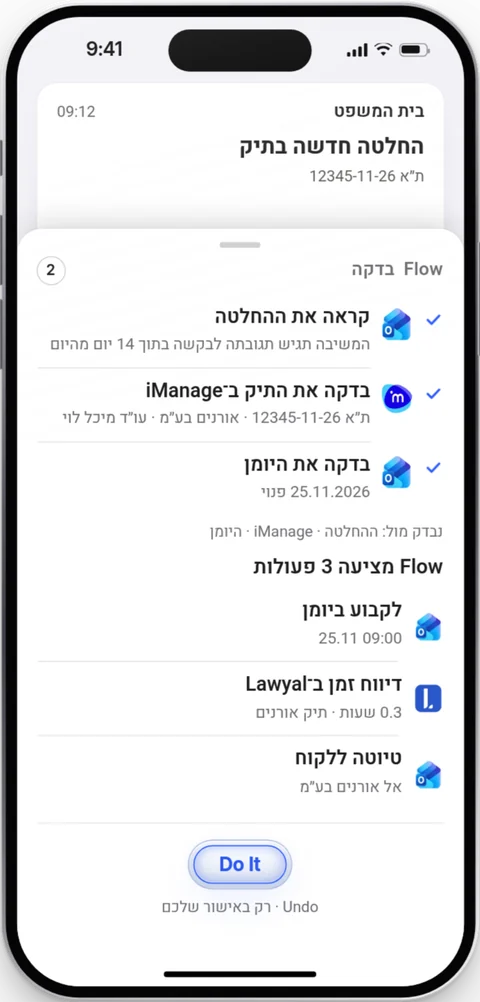 9:41
בית המשפט 09:12
החלטה חדשה בתיק
ת״א 12345-11-26
Flow בדקה 2
קראה את ההחלטה
המשיבה תגיש תגובתה לבקשה בתוך 14 יום מהיום
בדקה את התיק ב־iManage
ת״א 12345-11-26 · אורנים בע״מ · עו״ד מיכל לוי
בדקה את היומן
25.11.2026 פנוי
נבדק מול: ההחלטה · iManage · היומן
Flow מציעה 3 פעולות
לקבוע ביומן
25.11 09:00
דיווח זמן ב־Lawyal
0.3 שעות · תיק אורנים
טיוטה ללקוח
אל אורנים בע״מ
Do It
רק באישור שלכם · Undo